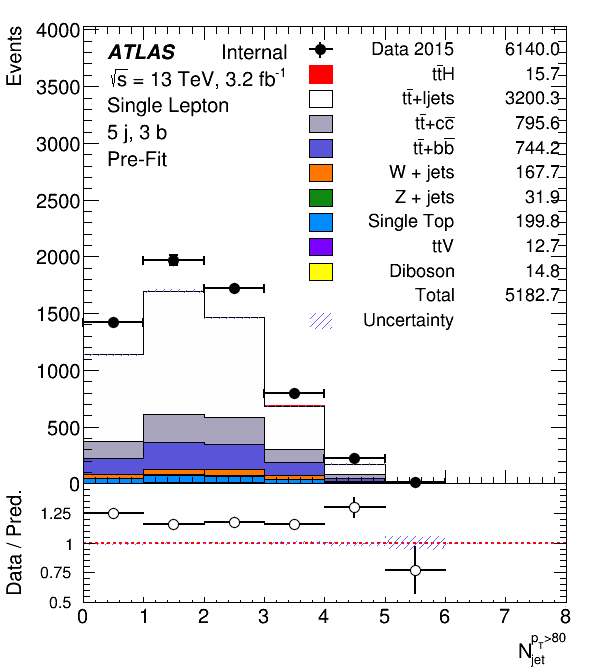 Events
4000
3500
3000
2500
2000
1500
1000
500
0
ATLAS Internal
√s = 13 TeV, 3.2 fb⁻¹
Single Lepton
5 j, 3 b
Pre-Fit
Data 2015 6140.0
tt̄H 15.7
tt̄+ljets 3200.3
tt̄+cc̄ 795.6
tt̄+bb̄ 744.2
W + jets 167.7
Z + jets 31.9
Single Top 199.8
ttV 12.7
Diboson 14.8
Total 5182.7
Uncertainty
Data / Pred.
1.25
1
0.75
0.5
0 1 2 3 4 5 6 7 8
N_jet^{p_T>80}